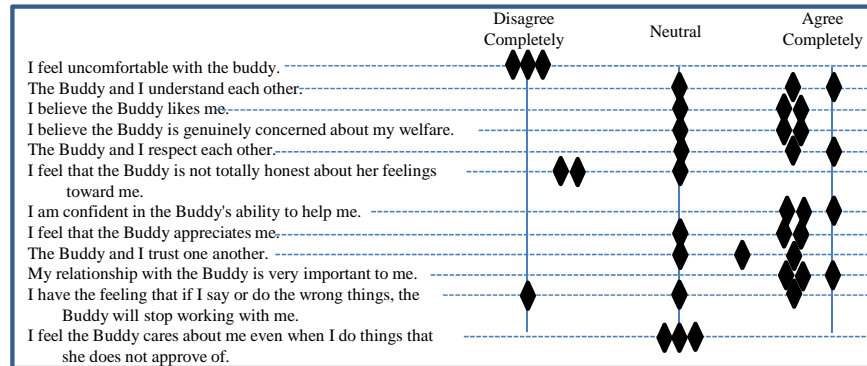 Disagree
Completely
Neutral
Agree
Completely
I feel uncomfortable with the buddy.
The Buddy and I understand each other.
I believe the Buddy likes me.
I believe the Buddy is genuinely concerned about my welfare.
The Buddy and I respect each other.
I feel that the Buddy is not totally honest about her feelings
toward me.
I am confident in the Buddy's ability to help me.
I feel that the Buddy appreciates me.
The Buddy and I trust one another.
My relationship with the Buddy is very important to me.
I have the feeling that if I say or do the wrong things, the
Buddy will stop working with me.
I feel the Buddy cares about me even when I do things that
she does not approve of.